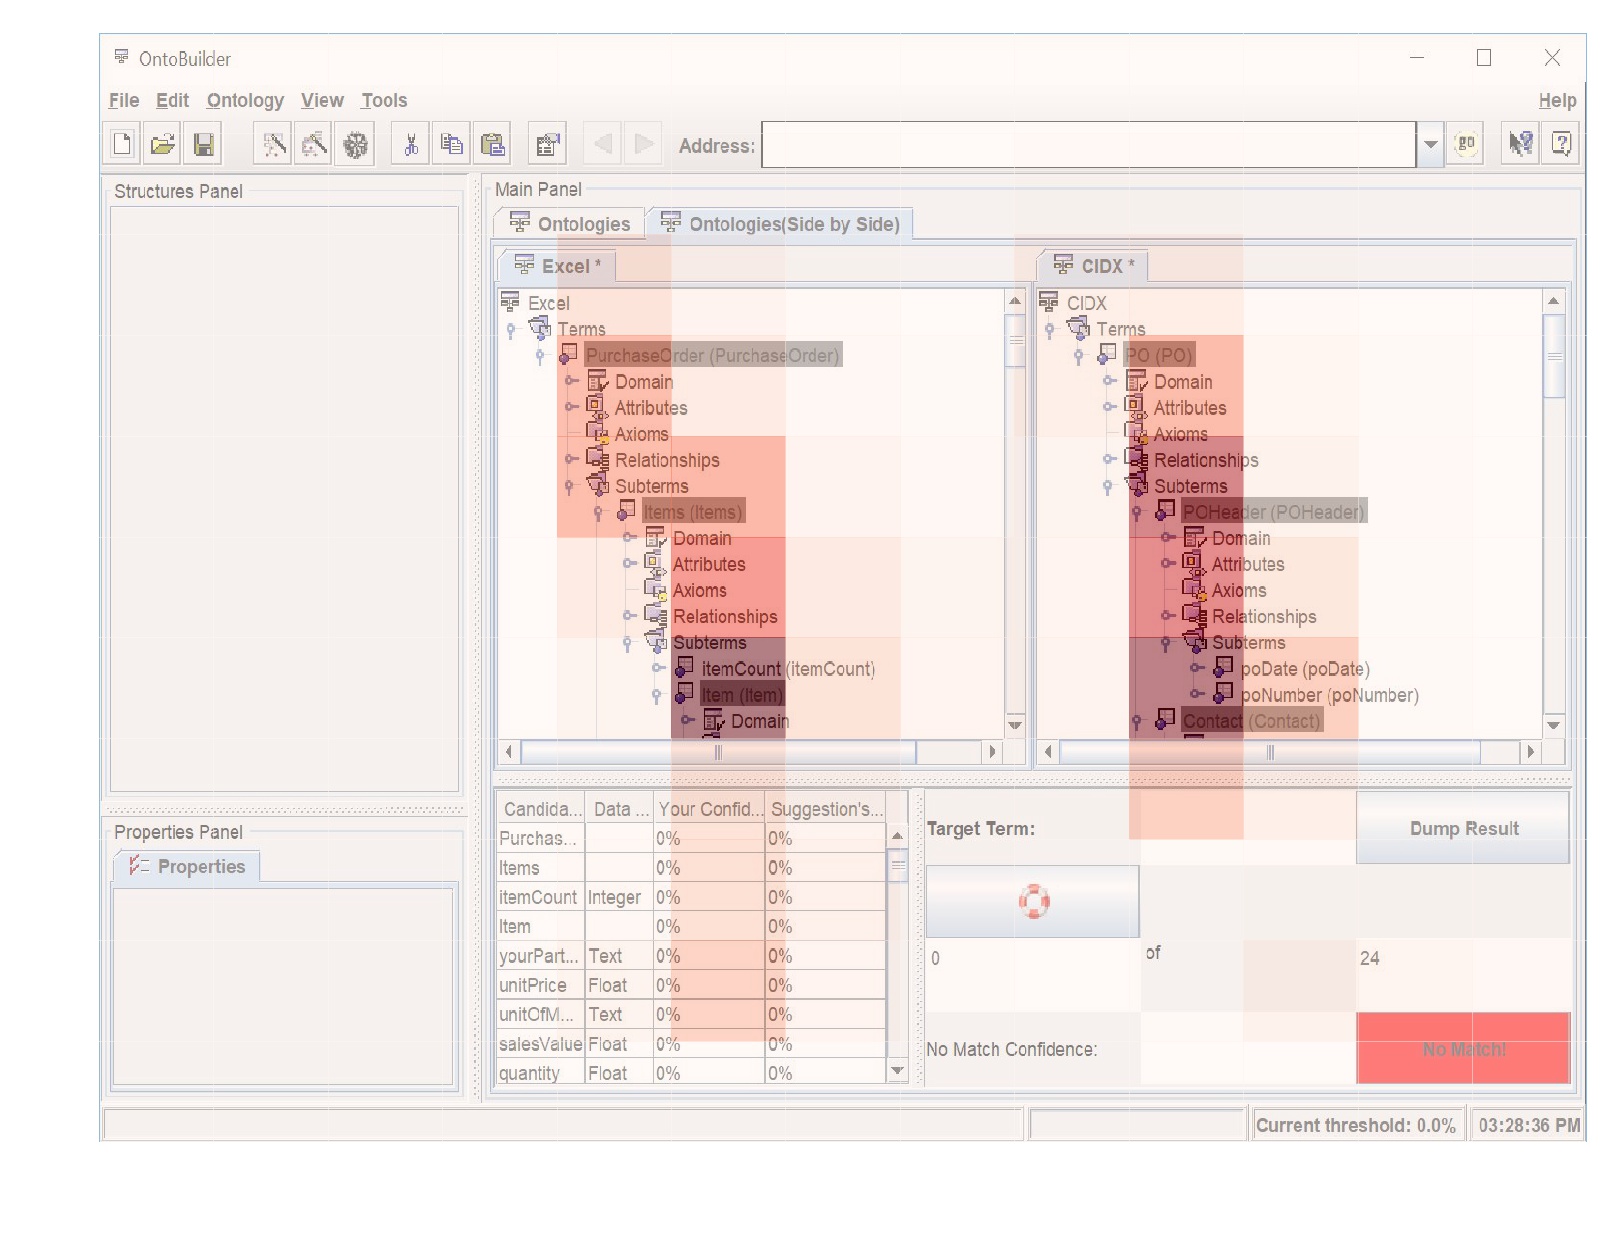 OntoBuilder
File Edit Ontology View Tools Help
Address: go
Structures Panel
Main Panel
Ontologies Ontologies(Side by Side)
Excel * CIDX *
Excel
Terms
PurchaseOrder (PurchaseOrder)
Domain
Attributes
Axioms
Relationships
Subterms
Items (Items)
Domain
Attributes
Axioms
Relationships
Subterms
itemCount (itemCount)
Item (Item)
Domain
CIDX
Terms
PO (PO)
Domain
Attributes
Axioms
Relationships
Subterms
POHeader (POHeader)
Domain
Attributes
Axioms
Relationships
Subterms
poDate (poDate)
poNumber (poNumber)
Contact (Contact)
Candida... Data ... Your Confid... Suggestion's...
Purchas... 0% 0%
Items 0% 0%
itemCount Integer 0% 0%
Item 0% 0%
yourPart... Text 0% 0%
unitPrice Float 0% 0%
unitOfM... Text 0% 0%
salesValue Float 0% 0%
quantity Float 0% 0%
Target Term: Dump Result
0 of 24
No Match Confidence: No Match!
Properties Panel
Properties
Current threshold: 0.0% 03:28:36 PM